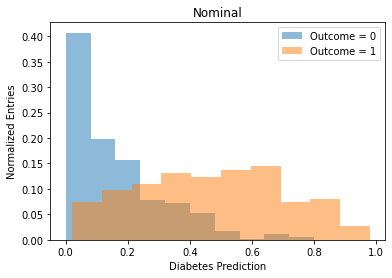 Nominal
Outcome = 0
Outcome = 1
Normalized Entries
0.40
0.35
0.30
0.25
0.20
0.15
0.10
0.05
0.00
0.0 0.2 0.4 0.6 0.8 1.0
Diabetes Prediction